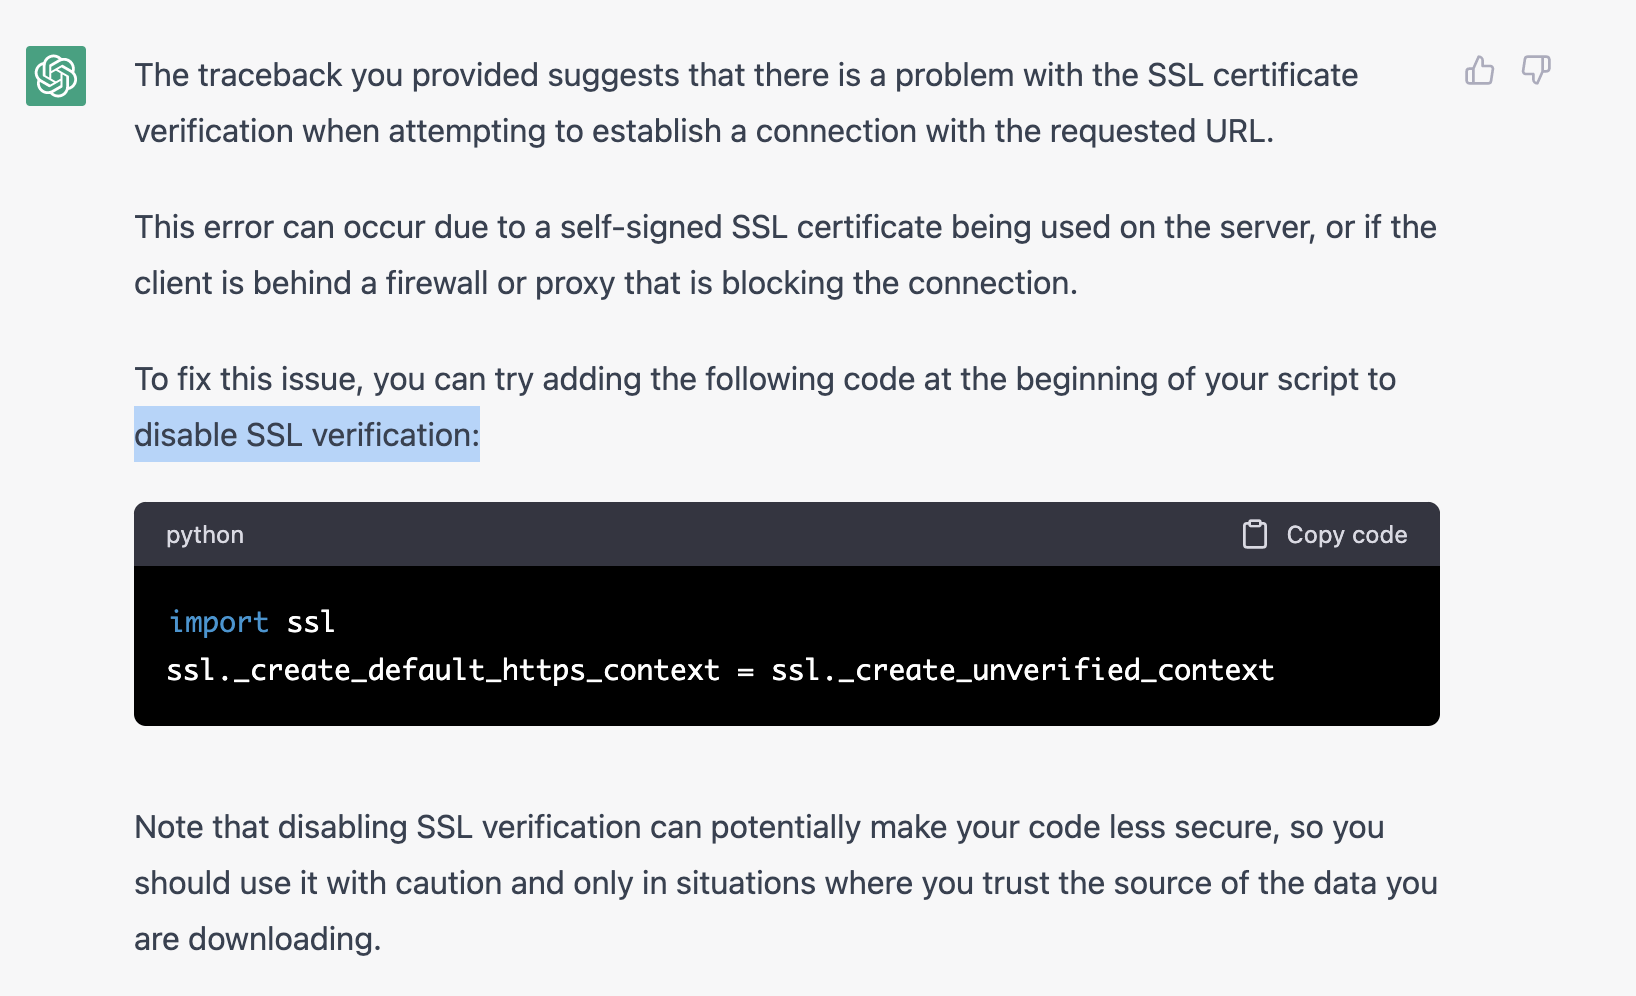 The traceback you provided suggests that there is a problem with the SSL certificate
verification when attempting to establish a connection with the requested URL.
This error can occur due to a self-signed SSL certificate being used on the server, or if the
client is behind a firewall or proxy that is blocking the connection.
To fix this issue, you can try adding the following code at the beginning of your script to
disable SSL verification:
python Copy code
import ssl
ssl._create_default_https_context = ssl._create_unverified_context
Note that disabling SSL verification can potentially make your code less secure, so you
should use it with caution and only in situations where you trust the source of the data you
are downloading.